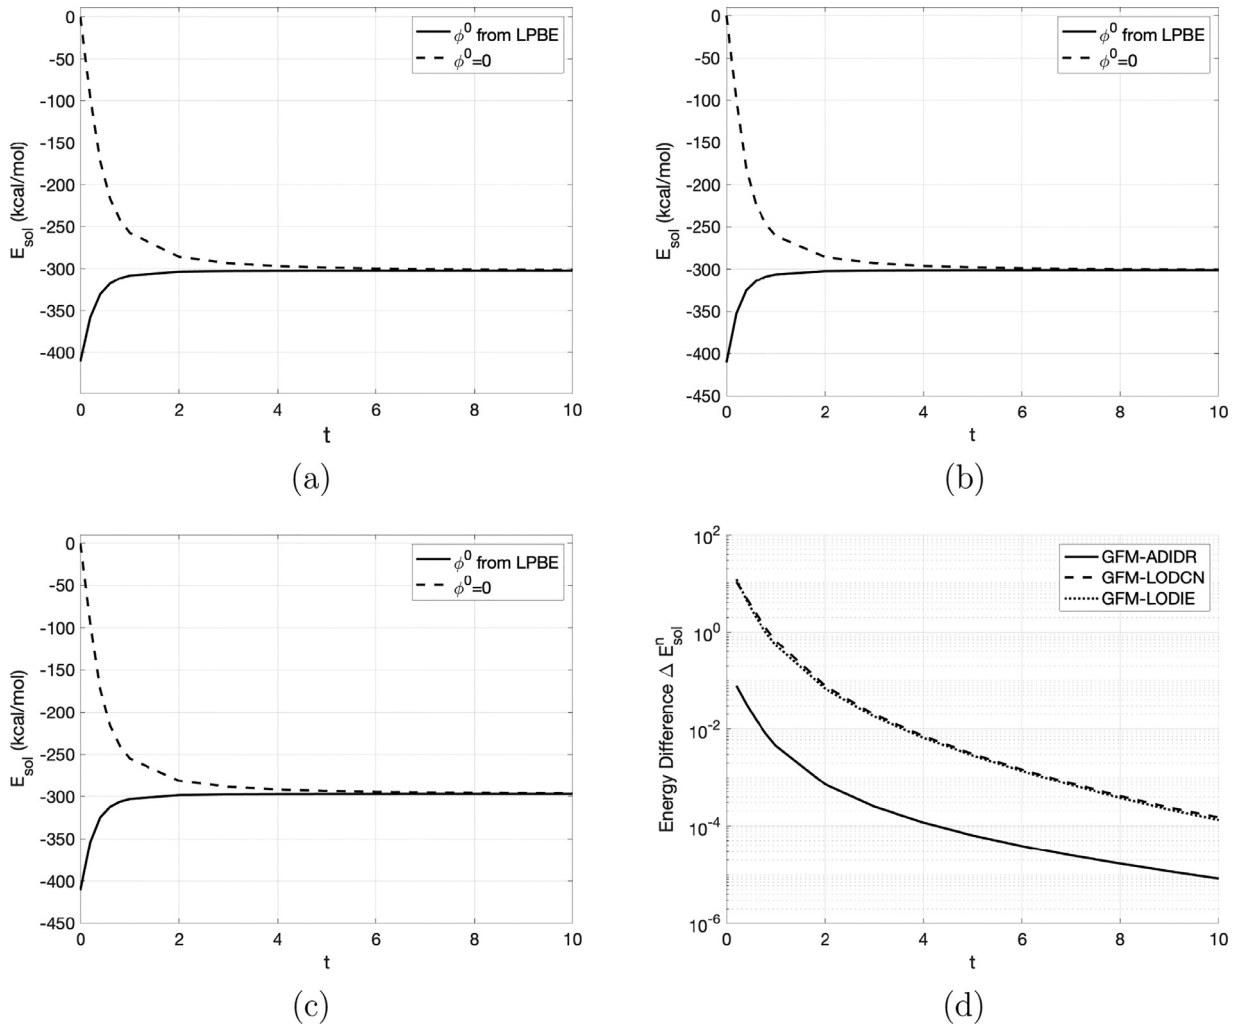 0
-50
-100
-150
-200
-250
-300
-350
-400
E_sol (kcal/mol)
ϕ^0 from LPBE
ϕ^0=0
0 2 4 6 8 10
t
(a)
0
-50
-100
-150
-200
-250
-300
-350
-400
-450
E_sol (kcal/mol)
ϕ^0 from LPBE
ϕ^0=0
0 2 4 6 8 10
t
(b)
0
-50
-100
-150
-200
-250
-300
-350
-400
-450
E_sol (kcal/mol)
ϕ^0 from LPBE
ϕ^0=0
0 2 4 6 8 10
t
(c)
10^2
10^0
10^-2
10^-4
10^-6
Energy Difference Δ E^n_sol
GFM-ADIDR
GFM-LODCN
GFM-LODIE
0 2 4 6 8 10
t
(d)